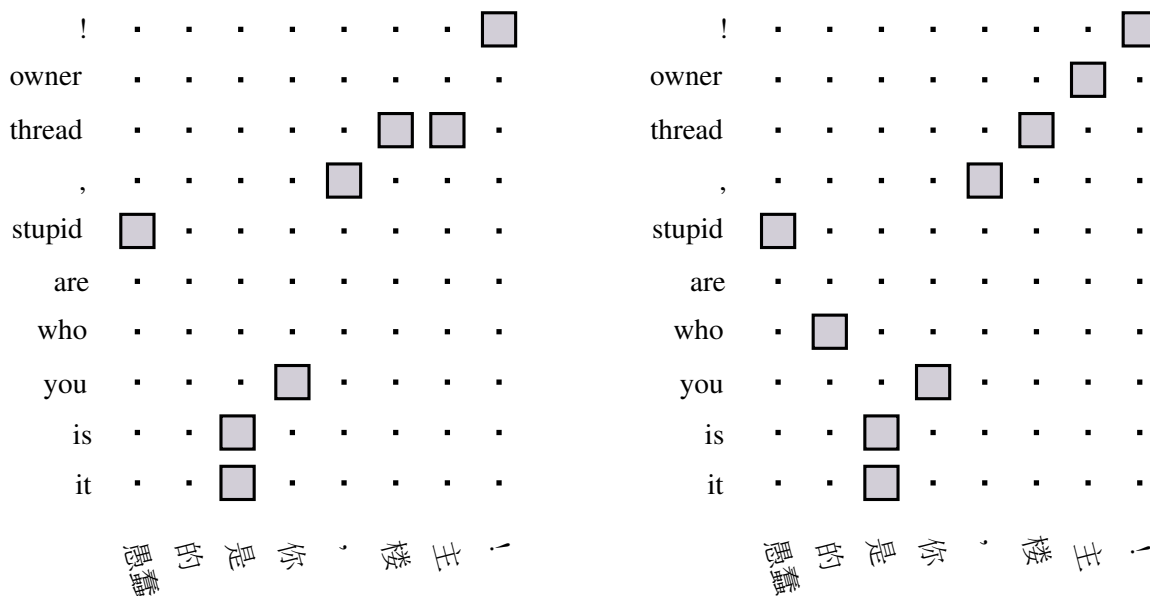 !
owner
thread
,
stupid
are
who
you
is
it
愚蠢 的 是 你 , 楼 主 !
!
owner
thread
,
stupid
are
who
you
is
it
愚蠢 的 是 你 , 楼 主 !